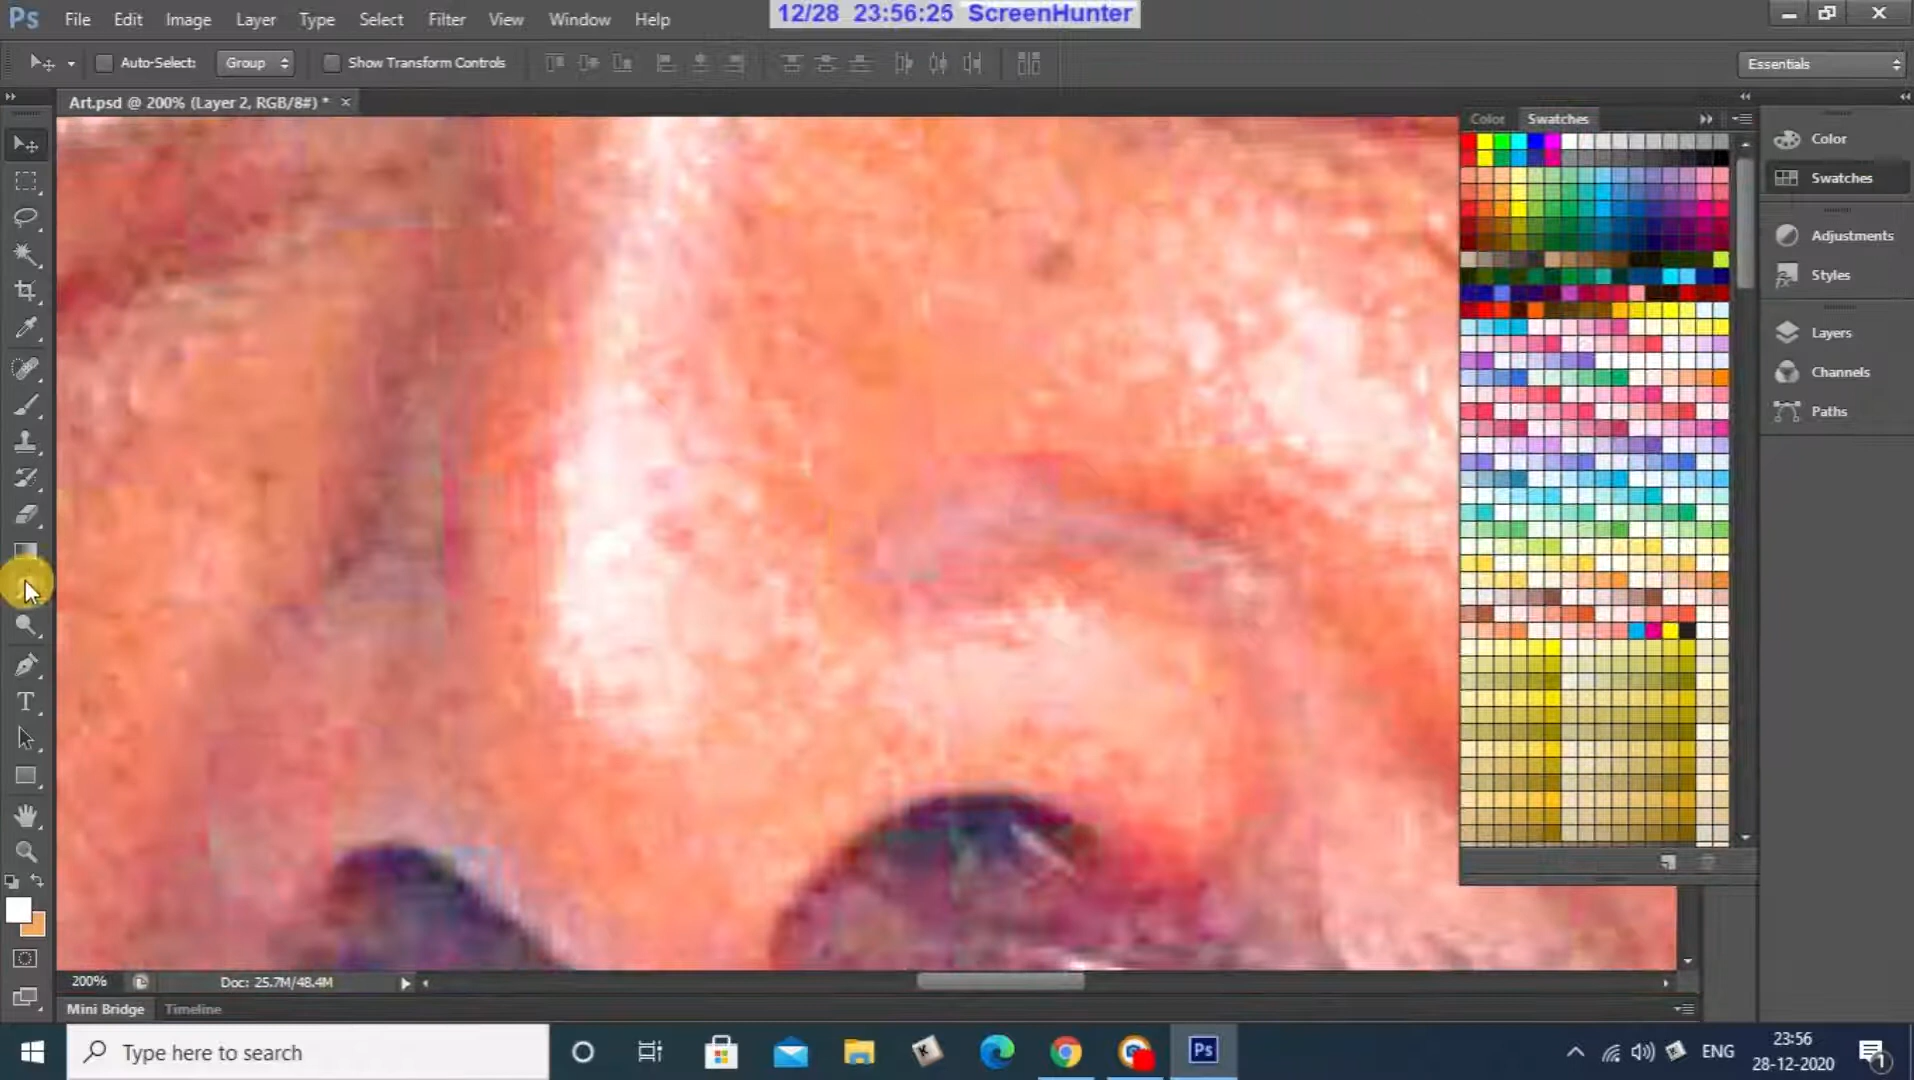 Ps File Edit Image Layer Type Select Filter View Window Help
12/28 23:56:25 ScreenHunter
Auto-Select: Group Show Transform Controls
Essentials
Art.psd @ 200% (Layer 2, RGB/8#) * ×
Color Swatches
Color
Swatches
Adjustments
Styles
Layers
Channels
Paths
T
200% Doc: 25.7M/48.4M
Mini Bridge Timeline
Type here to search
K
Ps
ENG
23:56
28-12-2020
1